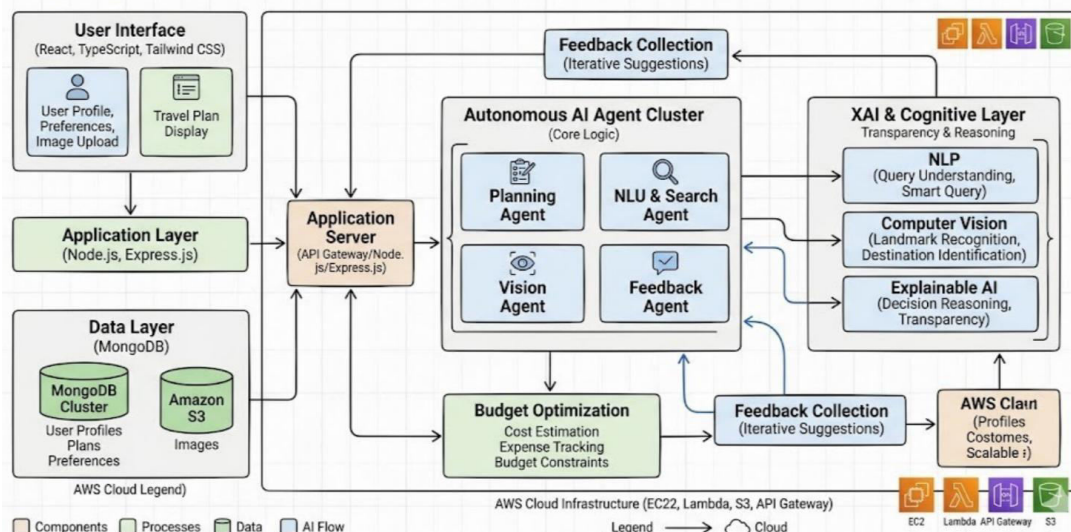 User Interface
(React, TypeScript, Tailwind CSS)
User Profile,
Preferences,
Image Upload
Travel Plan
Display
Application Layer
(Node.js, Express.js)
Data Layer
(MongoDB)
MongoDB
Cluster
User Profiles
Plans
Preferences
Amazon
S3
Images
AWS Cloud Legend)
Application
Server
(API Gateway/Node.
js/Express.js)
Feedback Collection
(Iterative Suggestions)
Autonomous AI Agent Cluster
(Core Logic)
Planning
Agent
NLU & Search
Agent
Vision
Agent
Feedback
Agent
XAI & Cognitive Layer
Transparency & Reasoning
NLP
(Query Understanding,
Smart Query)
Computer Vision
(Landmark Recognition,
Destination Identification)
Explainable AI
(Decision Reasoning,
Transparency)
Budget Optimization
Cost Estimation
Expense Tracking
Budget Constraints
Feedback Collection
(Iterative Suggestions)
AWS
(Profiles
Costomes,
Scalable
AWS Cloud Infrastructure (EC22, Lambda, S3, API Gateway)
EC2
Lambda
API Gateway
S3
Components
Processes
Data
AI Flow
Legend
Cloud